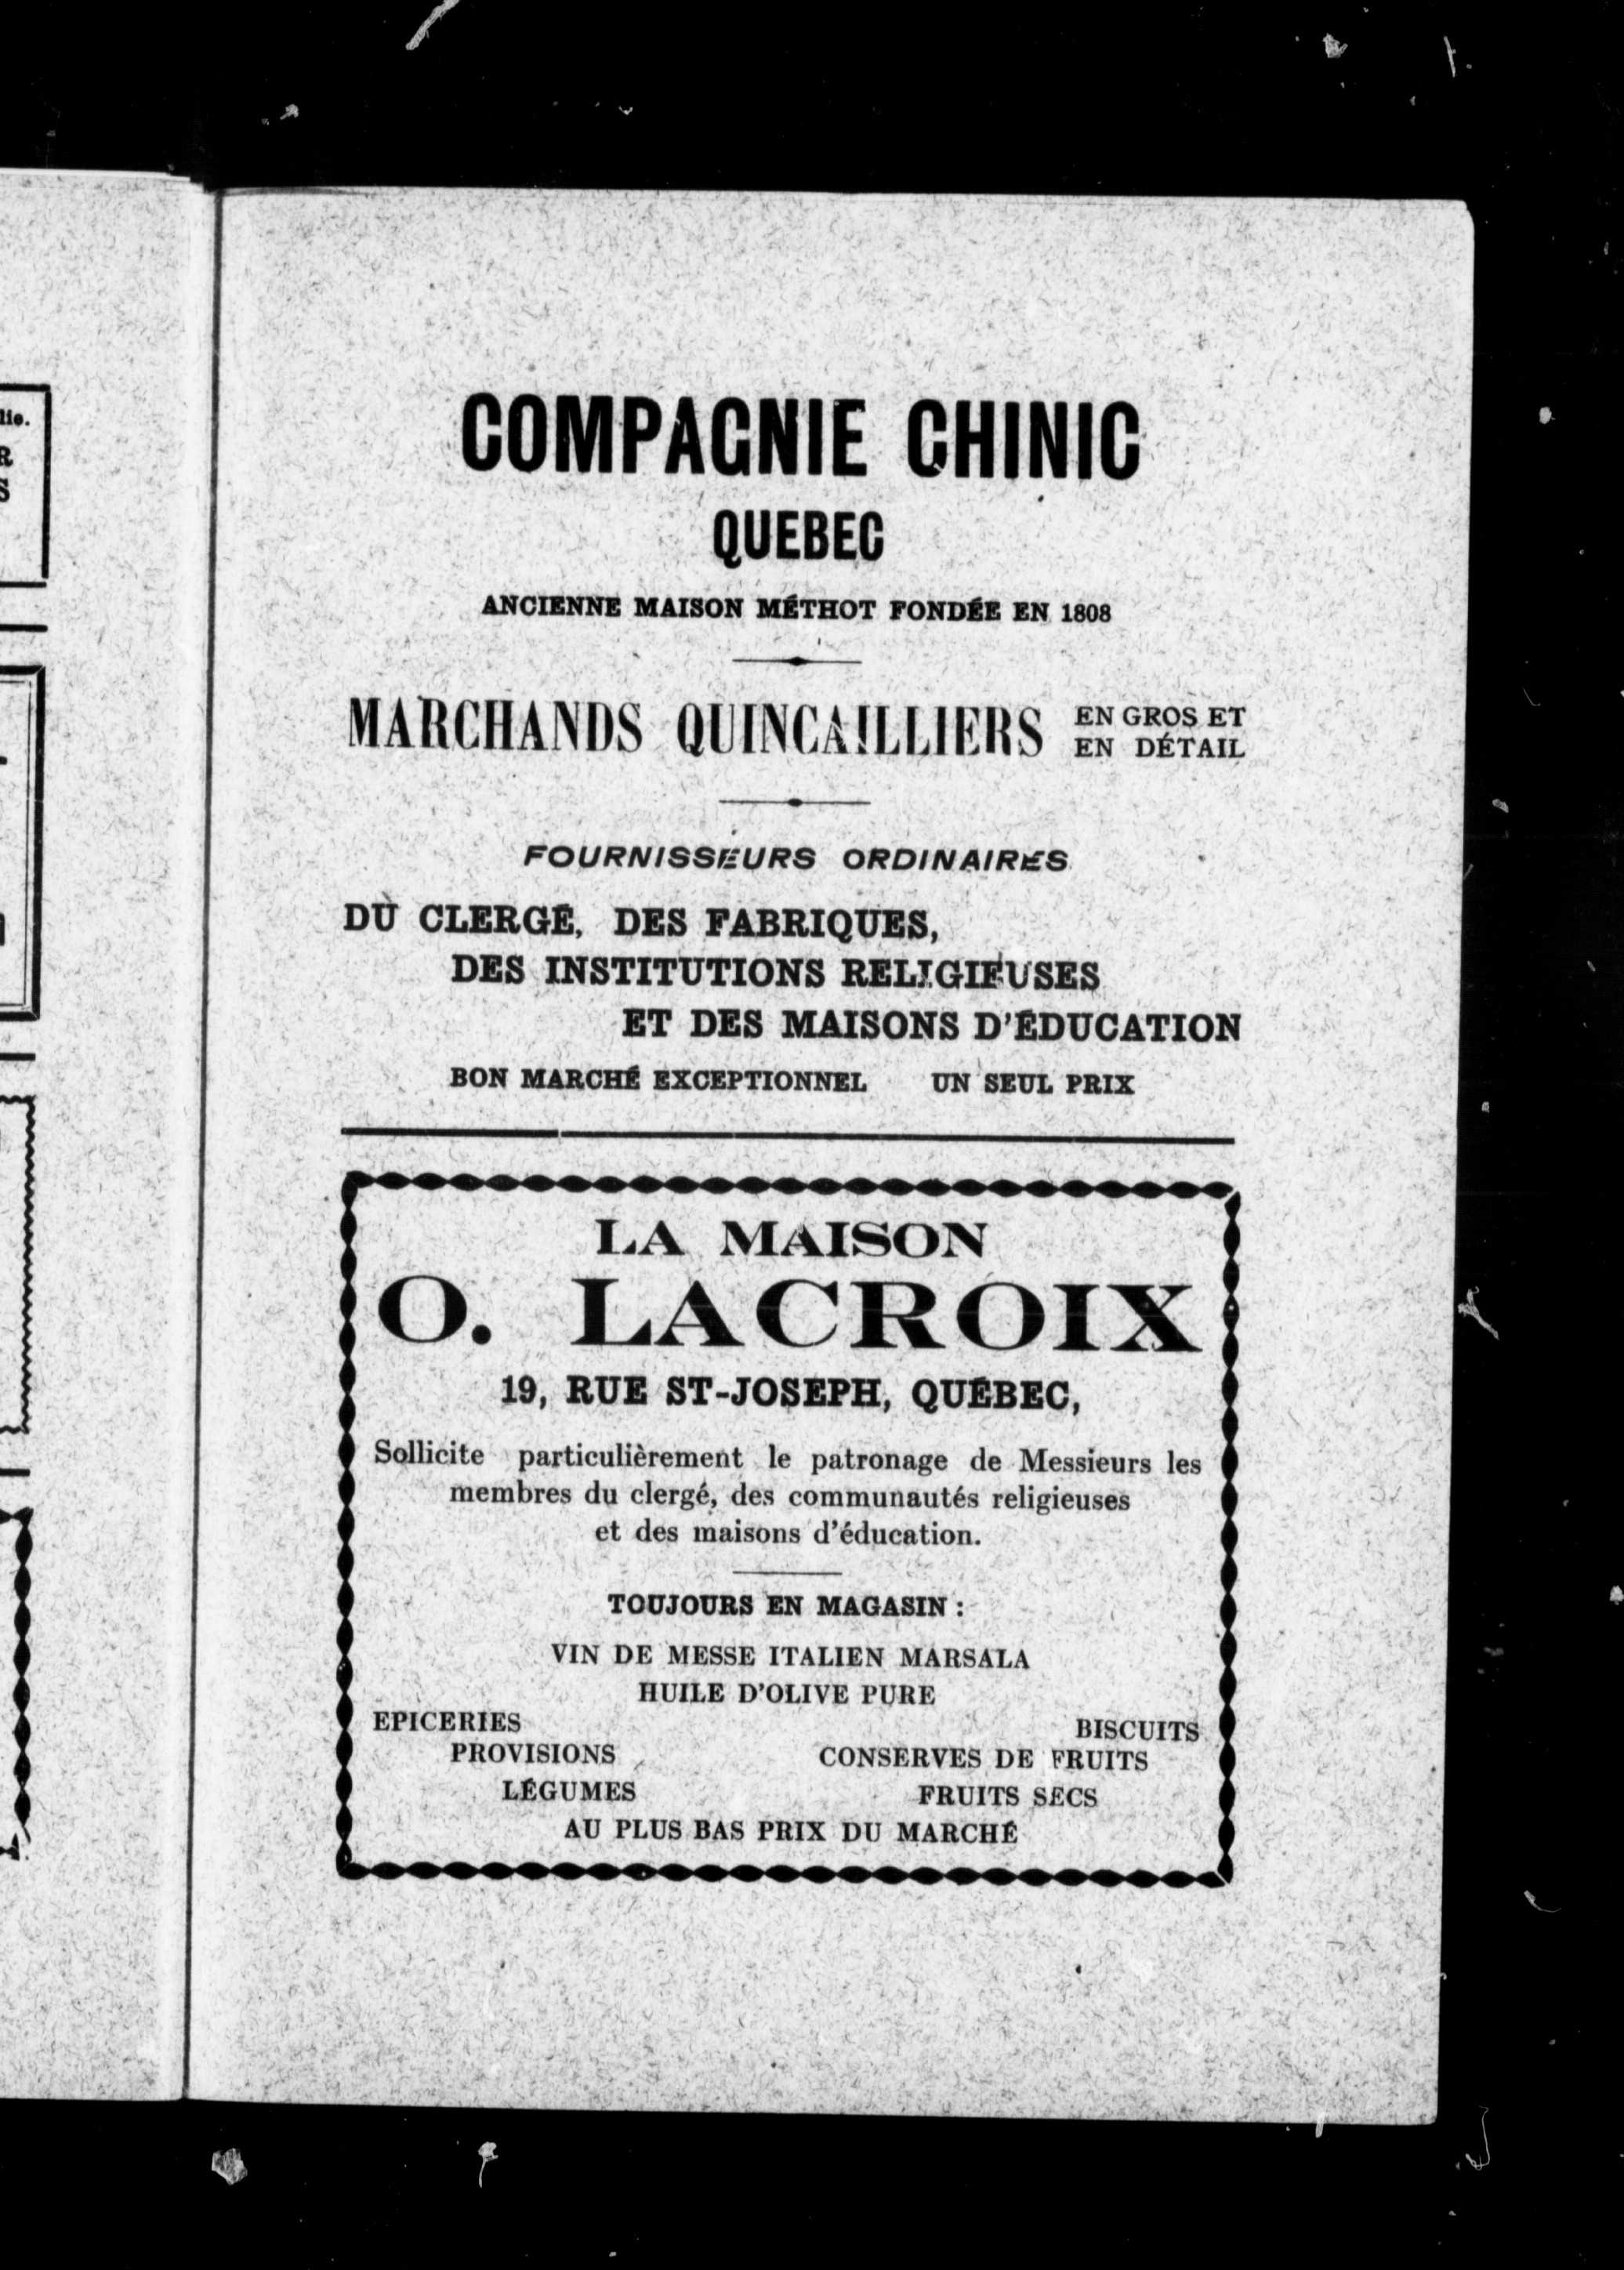 COMPAGNIE CHINIC
QUEBEC
ANCIENNE MAISON MÉTHOT FONDÉE EN 1808
MARCHANDS QUINCAILLIERS EN GROS ET
EN DÉTAIL
FOURNISSEURS ORDINAIRES
DU CLERGÉ, DES FABRIQUES,
DES INSTITUTIONS RELIGIEUSES
ET DES MAISONS D'ÉDUCATION
BON MARCHÉ EXCEPTIONNEL UN SEUL PRIX
LA MAISON
O. LACROIX
19, RUE ST-JOSEPH, QUÉBEC,
Sollicite particulièrement le patronage de Messieurs les
membres du clergé, des communautés religieuses
et des maisons d'éducation.
TOUJOURS EN MAGASIN :
VIN DE MESSE ITALIEN MARSALA
HUILE D'OLIVE PURE
EPICERIES BISCUITS
PROVISIONS CONSERVES DE FRUITS
LÉGUMES FRUITS SECS
AU PLUS BAS PRIX DU MARCHÉ